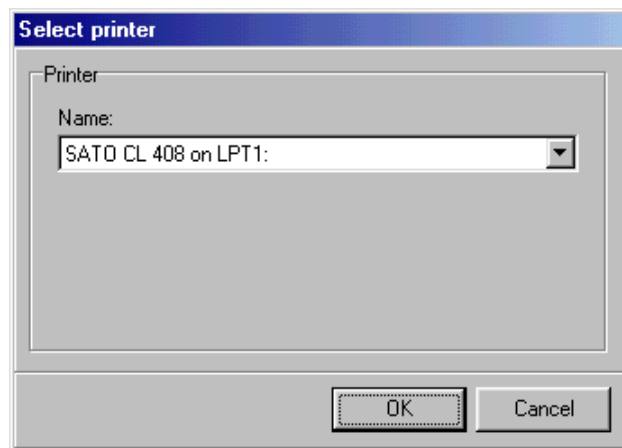 Select printer
Printer
Name:
SATO CL 408 on LPT1:
OK
Cancel